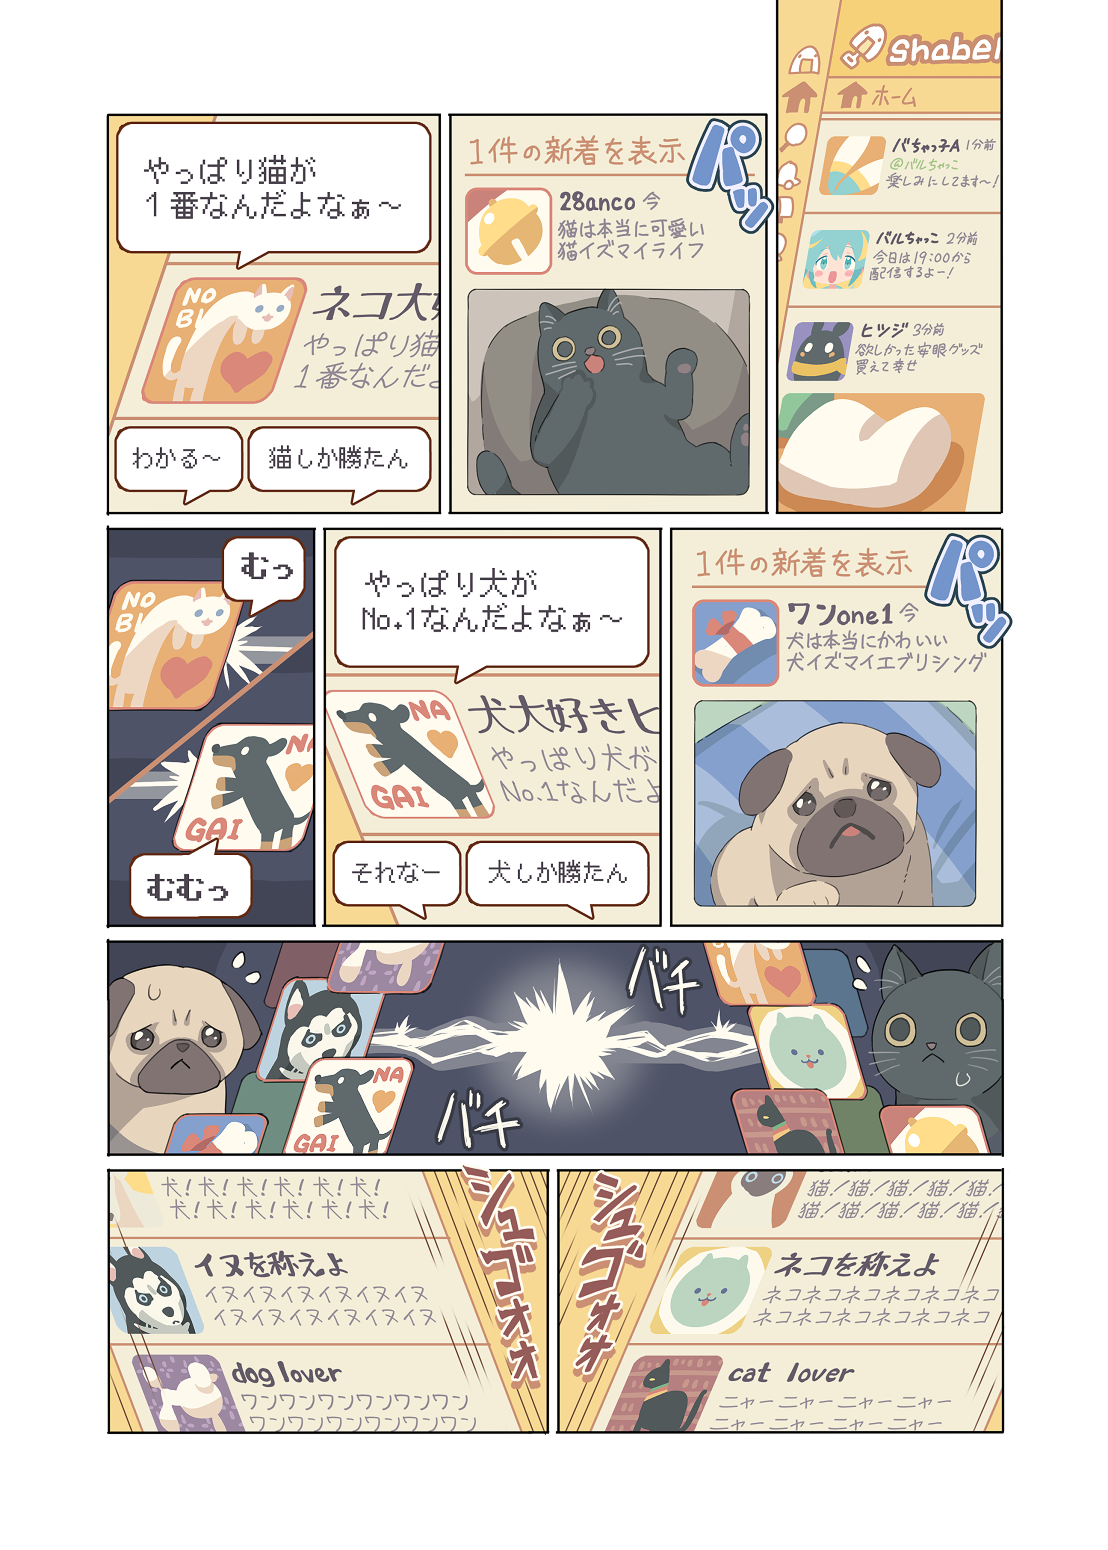 shabe
ホーム
バちゃっ子A 1分前
@バルちゃっこ
楽しみにしてます〜!
バルちゃっこ 2分前
今日は19:00から
配信するよー!
ヒツジ 3分前
欲しかった安眠グッズ
買えて幸せ
パッ
1件の新着を表示
28anco 今
猫は本当に可愛い
猫イズマイライフ
やっぱり猫が
1番なんだよなぁ〜
NO
ネコ大好
やっぱり猫
1番なんだよ
わかる〜
猫しか勝たん
パッ
1件の新着を表示
ワンone1 今
犬は本当にかわいい
犬イズマイエブリシング
やっぱり犬が
No.1なんだよなぁ〜
NA
GAI
犬大好きヒ
やっぱり犬が
No.1なんだよ
それなー
犬しか勝たん
むっ
NO
NA
GAI
むむっ
バチ
バチ
NA
GAI
猫!猫!猫!猫!猫!
猫!猫!猫!猫!猫!
ネコを称えよ
ネコネコネコネコネコネコ
ネコネコネコネコネコネコ
cat lover
ニャーニャーニャーニャー
ニャーニャーニャーニャー
シュゴォォ
シュゴォォ
犬!犬!犬!犬!犬!犬!
犬!犬!犬!犬!犬!犬!
イヌを称えよ
イヌイヌイヌイヌイヌイヌ
イヌイヌイヌイヌイヌイヌ
dog lover
ワンワンワンワンワンワン
ワンワンワンワンワンワン